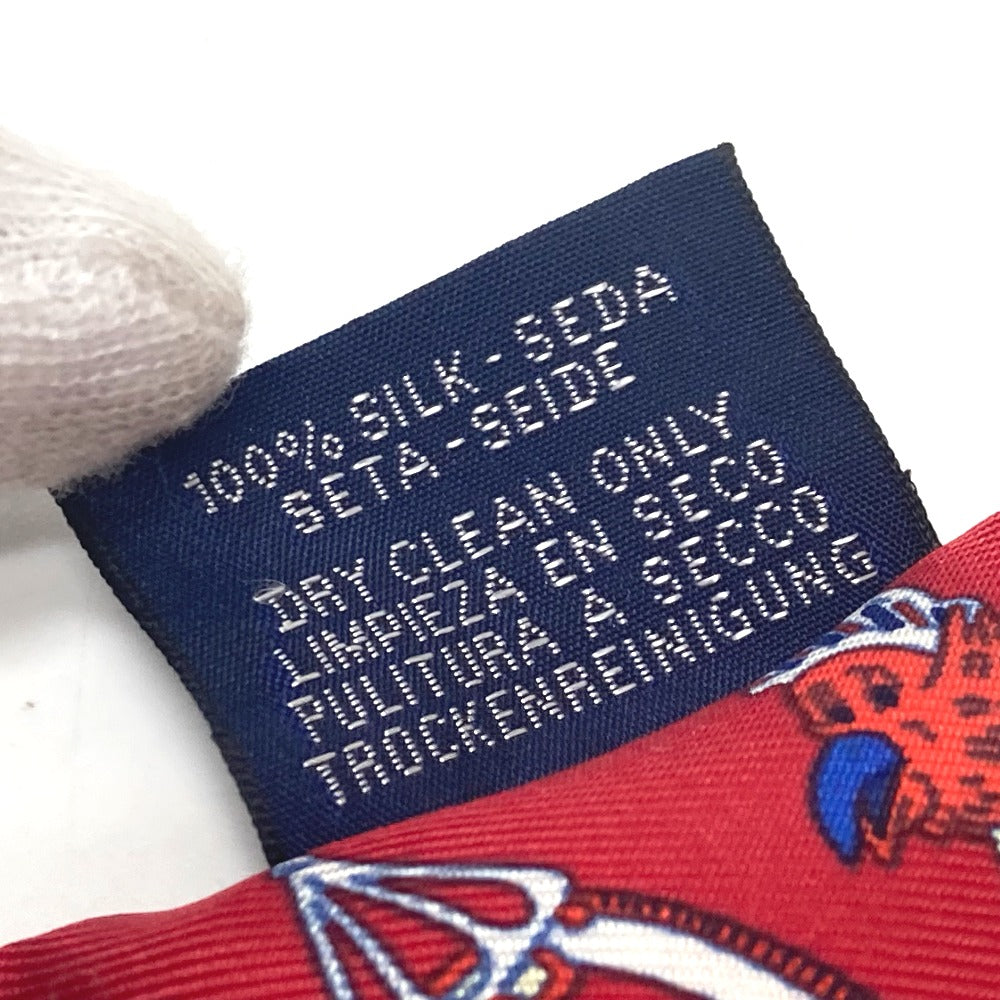 100% SILK - SEDA
SETA - SEIDE
DRY CLEAN ONLY
LIMPIEZA EN SECO
PULITURA A SECCO
TROCKENREINIGUNG